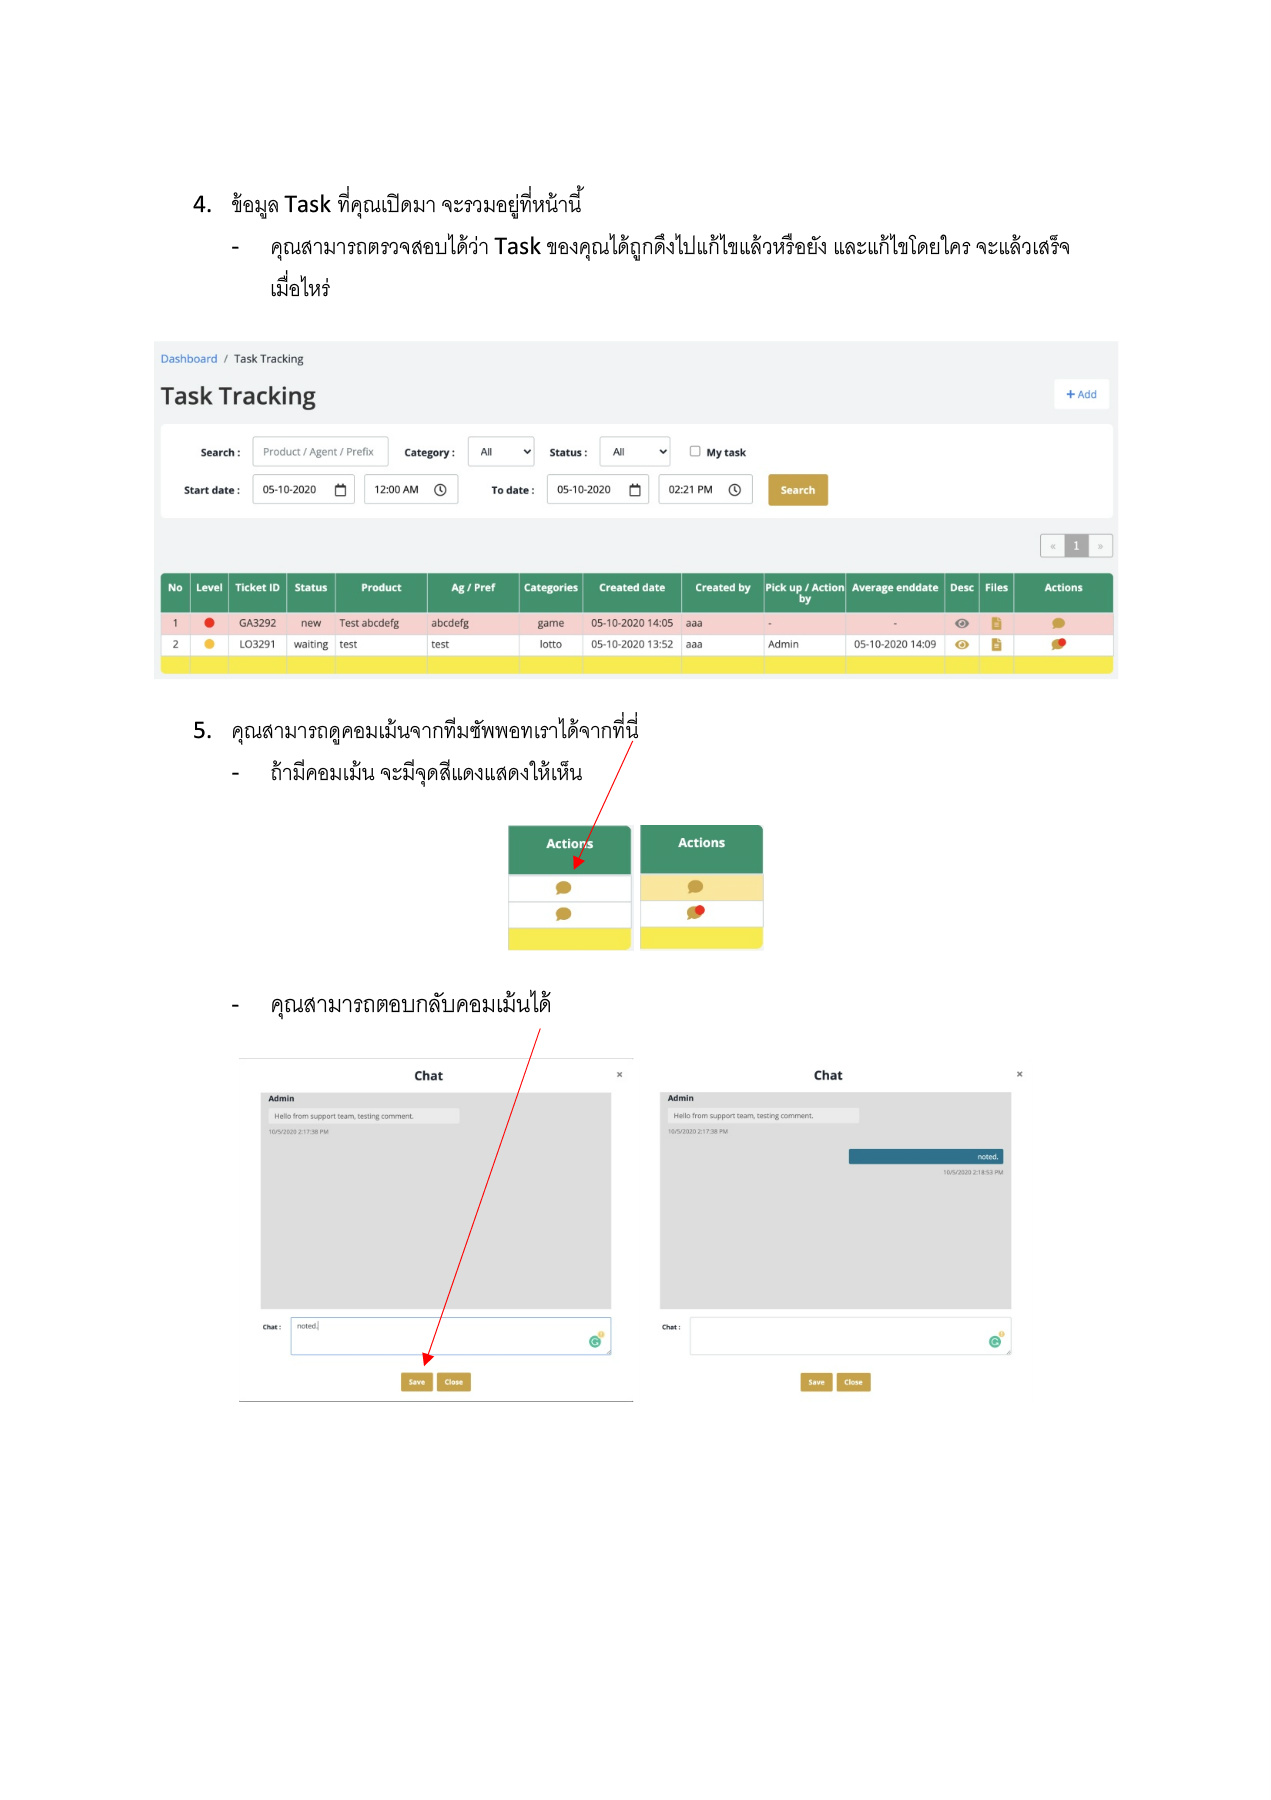 4. ข้อมูล Task ที่คุณเปิดมา จะรวมอยู่ที่หน้านี้
- คุณสามารถตรวจสอบได้ว่า Task ของคุณได้ถูกดึงไปแก้ไขแล้วหรือยัง และแก้ไขโดยใคร จะแล้วเสร็จ
เมื่อไหร่
Dashboard / Task Tracking
Task Tracking
+ Add
Search : Product / Agent / Prefix Category : All Status : All My task
Start date : 05-10-2020 12:00 AM To date : 05-10-2020 02:21 PM Search
« 1 »
No Level Ticket ID Status Product Ag / Pref Categories Created date Created by Pick up / Action by Average enddate Desc Files Actions
1 GA3292 new Test abcdefg abcdefg game 05-10-2020 14:05 aaa - -
2 LO3291 waiting test test lotto 05-10-2020 13:52 aaa Admin 05-10-2020 14:09
5. คุณสามารถดูคอมเม้นจากทีมซัพพอทเราได้จากที่นี่
- ถ้ามีคอมเม้น จะมีจุดสีแดงแสดงให้เห็น
Actions Actions
- คุณสามารถตอบกลับคอมเม้นได้
Chat ×
Admin
Hello from support team, testing comment.
10/5/2020 2:17:38 PM
Chat : noted.
Save Close
Chat ×
Admin
Hello from support team, testing comment.
10/5/2020 2:17:38 PM
noted.
10/5/2020 2:18:53 PM
Chat :
Save Close